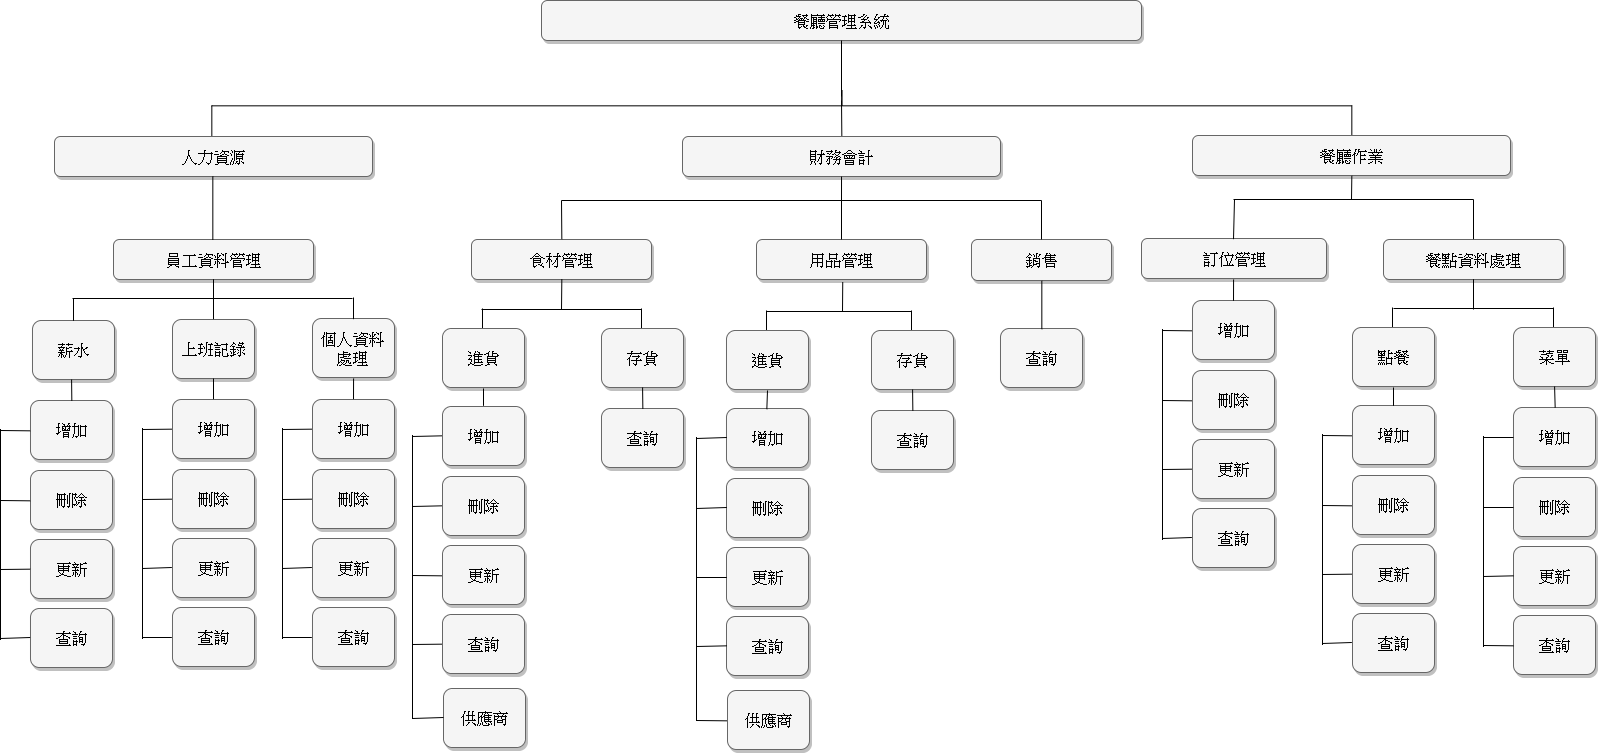 餐廳管理系統
人力資源
財務會計
餐廳作業
員工資料管理
食材管理
用品管理
銷售
訂位管理
餐點資料處理
薪水
上班記錄
個人資料
處理
進貨
存貨
進貨
存貨
查詢
增加
刪除
更新
查詢
點餐
菜單
增加
刪除
更新
查詢
增加
刪除
更新
查詢
增加
刪除
更新
查詢
增加
刪除
更新
查詢
供應商
查詢
增加
刪除
更新
查詢
供應商
查詢
增加
刪除
更新
查詢
增加
刪除
更新
查詢